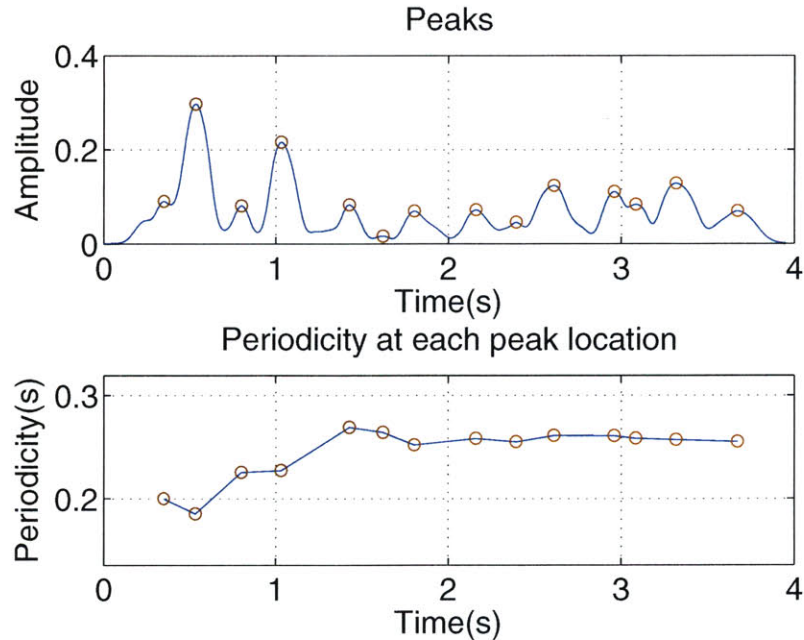 Peaks
Amplitude
0.4
0.2
0
0 1 2 3 4
Time(s)
Periodicity at each peak location
Periodicity(s)
0.3
0.2
0 1 2 3 4
Time(s)